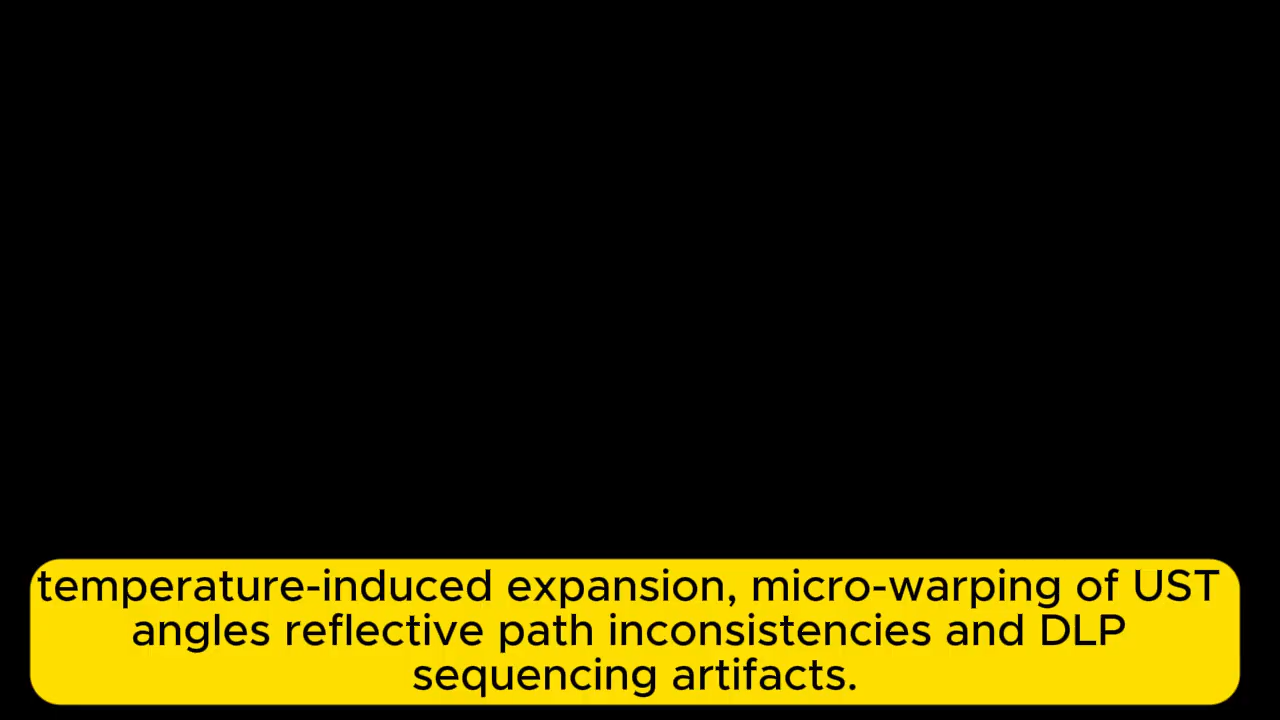 temperature-induced expansion, micro-warping of UST
angles reflective path inconsistencies and DLP
sequencing artifacts.